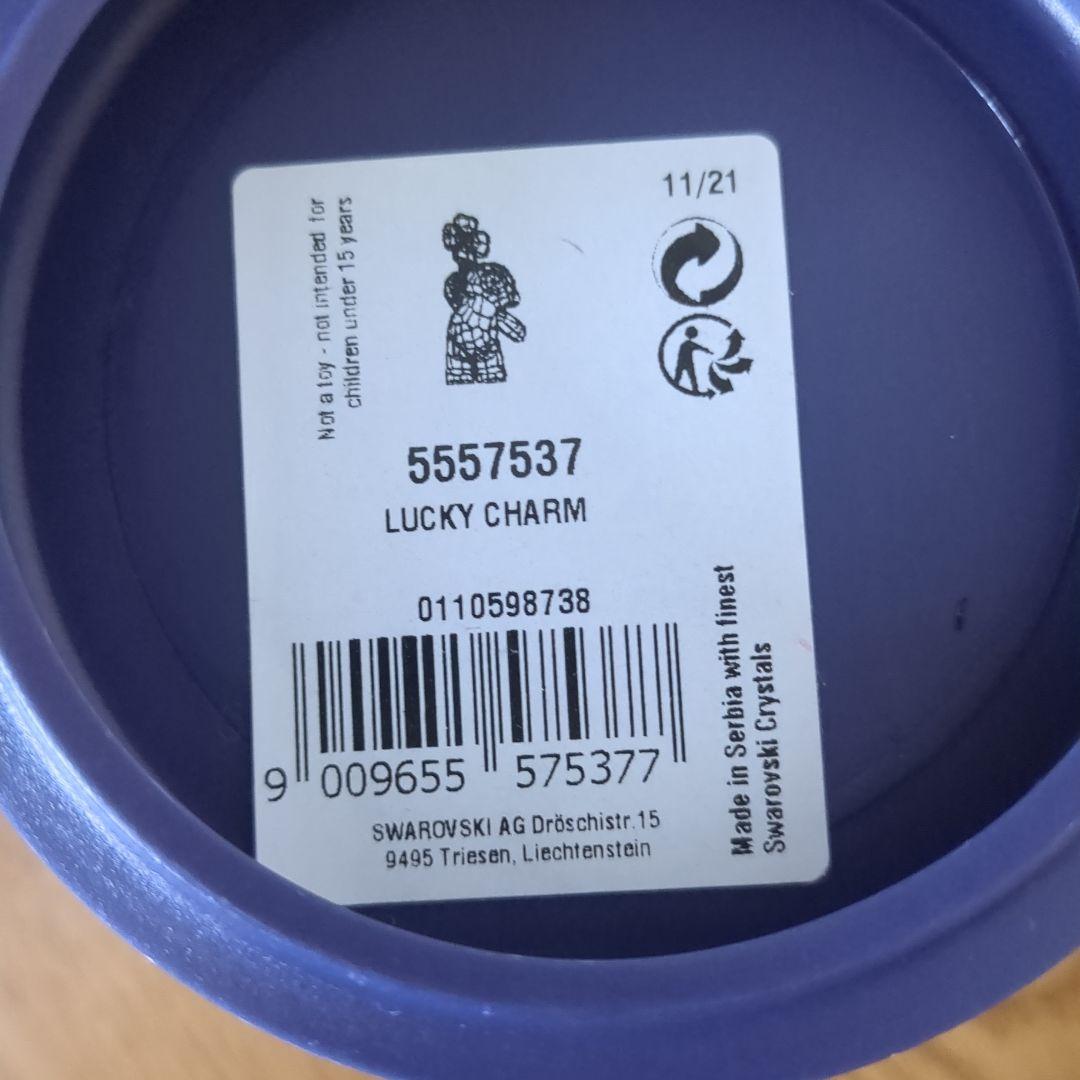 11/21
Not a toy - not intended for
children under 15 years
5557537
LUCKY CHARM
0110598738
9 009655 575377
Made in Serbia with finest
Swarovski Crystals
SWAROVSKI AG Dröschistr.15
9495 Triesen, Liechtenstein